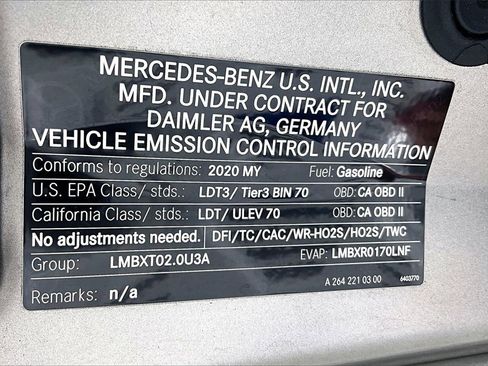 MERCEDES-BENZ U.S. INTL., INC.
MFD. UNDER CONTRACT FOR
DAIMLER AG, GERMANY
VEHICLE EMISSION CONTROL INFORMATION
Conforms to regulations: 2020 MY Fuel: Gasoline
U.S. EPA Class/ stds.: LDT3/ Tier3 BIN 70 OBD: CA OBD II
California Class/ stds.: LDT/ ULEV 70 OBD: CA OBD II
No adjustments needed. DFI/TC/CAC/WR-HO2S/HO2S/TWC
Group: LMBXT02.0U3A EVAP: LMBXR0170LNF
A 264 221 03 00 6403770
Remarks: n/a